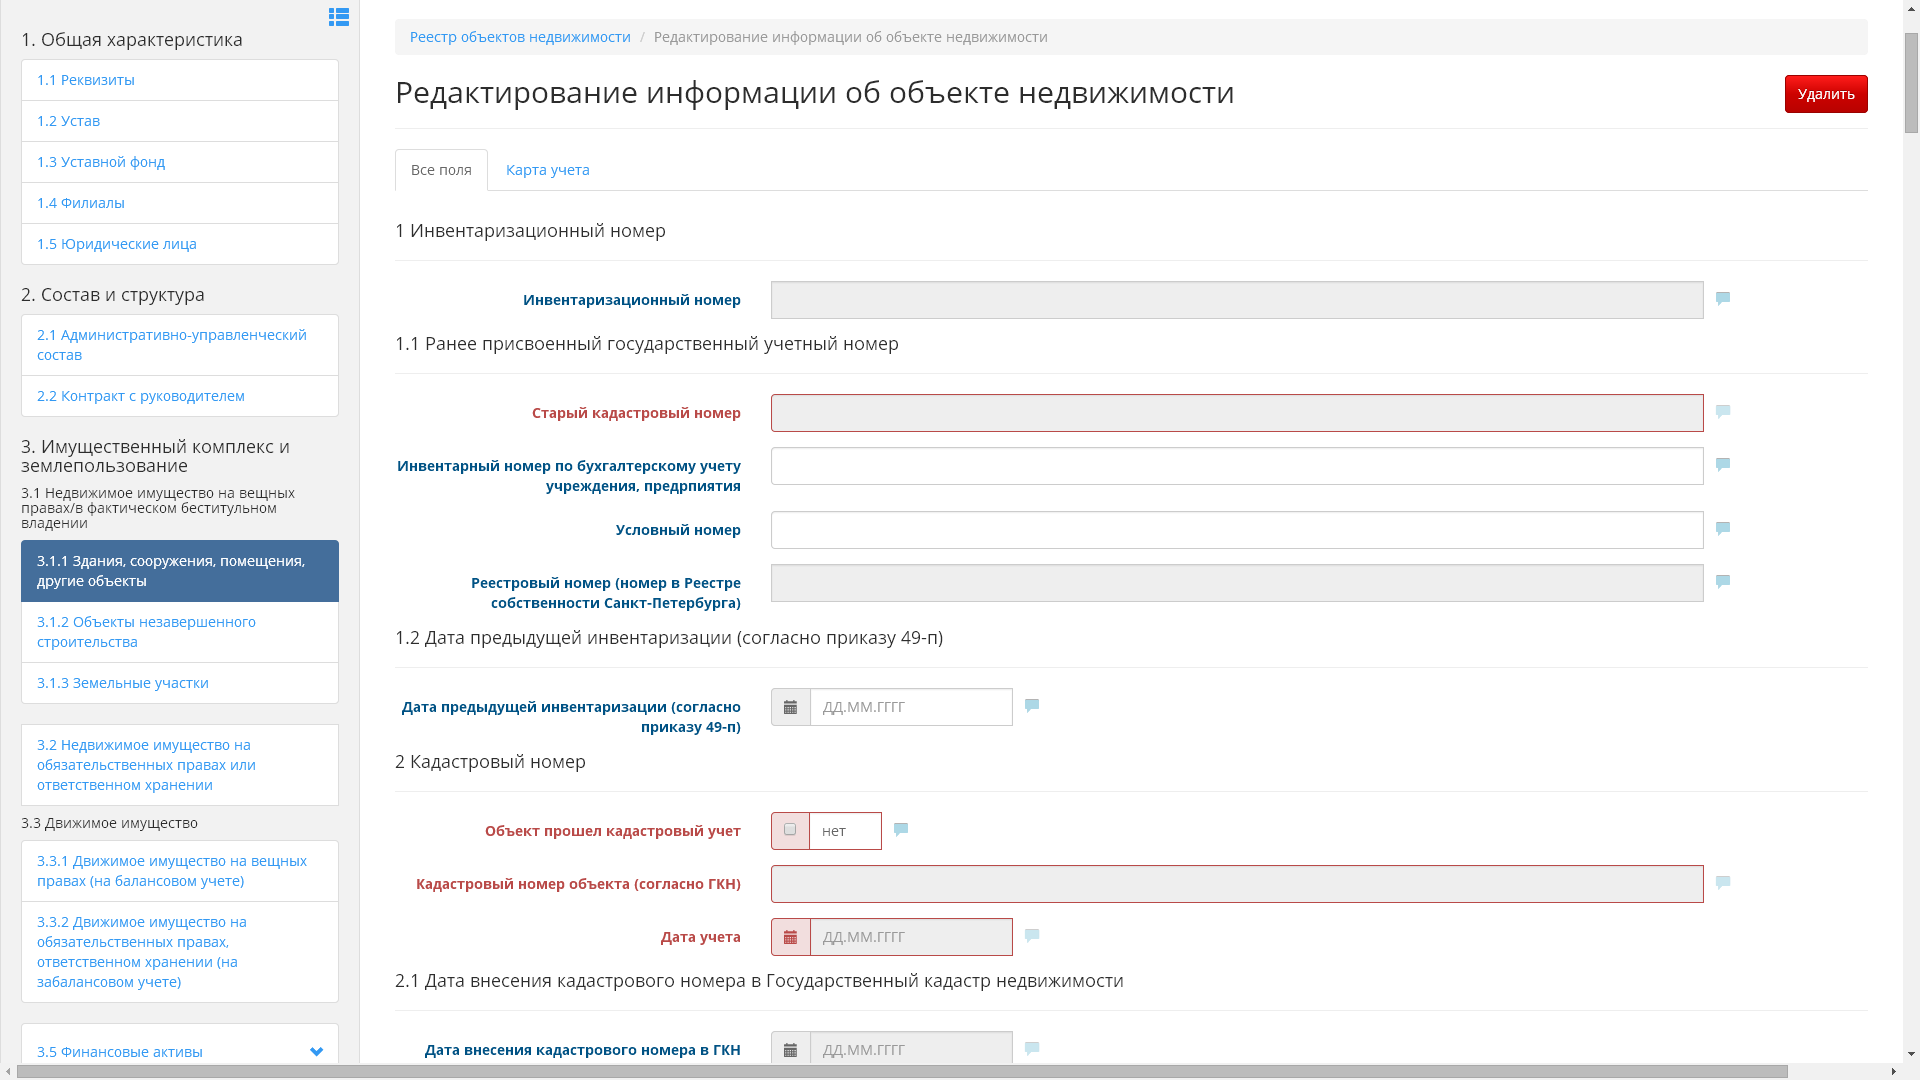 1. Общая характеристика
1.1 Реквизиты
1.2 Устав
1.3 Уставной фонд
1.4 Филиалы
1.5 Юридические лица
2. Состав и структура
2.1 Административно-управленческий
состав
2.2 Контракт с руководителем
3. Имущественный комплекс и
землепользование
3.1 Недвижимое имущество на вещных
правах/в фактическом беститульном
владении
3.1.1 Здания, сооружения, помещения,
другие объекты
3.1.2 Объекты незавершенного
строительства
3.1.3 Земельные участки
3.2 Недвижимое имущество на
обязательственных правах или
ответственном хранении
3.3 Движимое имущество
3.3.1 Движимое имущество на вещных
правах (на балансовом учете)
3.3.2 Движимое имущество на
обязательственных правах,
ответственном хранении (на
забалансовом учете)
3.5 Финансовые активы
Реестр объектов недвижимости / Редактирование информации об объекте недвижимости
Редактирование информации об объекте недвижимости
Удалить
Все поля
Карта учета
1 Инвентаризационный номер
Инвентаризационный номер
1.1 Ранее присвоенный государственный учетный номер
Старый кадастровый номер
Инвентарный номер по бухгалтерскому учету
учреждения, предрпиятия
Условный номер
Реестровый номер (номер в Реестре
собственности Санкт-Петербурга)
1.2 Дата предыдущей инвентаризации (согласно приказу 49-п)
Дата предыдущей инвентаризации (согласно
приказу 49-п)
ДД.ММ.ГГГГ
2 Кадастровый номер
Объект прошел кадастровый учет
нет
Кадастровый номер объекта (согласно ГКН)
Дата учета
ДД.ММ.ГГГГ
2.1 Дата внесения кадастрового номера в Государственный кадастр недвижимости
Дата внесения кадастрового номера в ГКН
ДД.ММ.ГГГГ